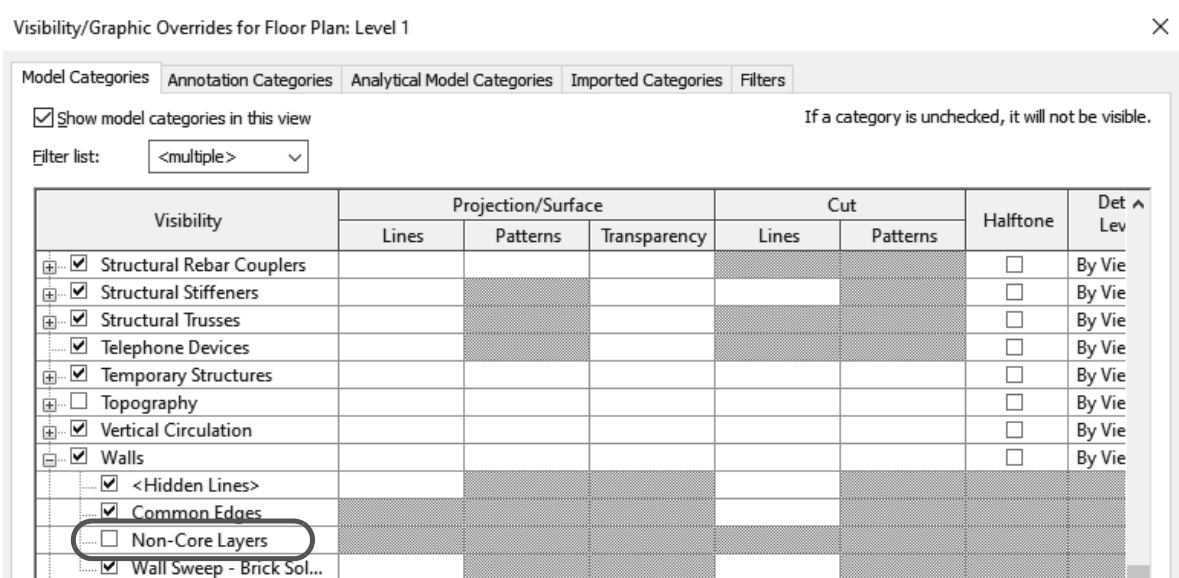 Visibility/Graphic Overrides for Floor Plan: Level 1
Model Categories Annotation Categories Analytical Model Categories Imported Categories Filters
Show model categories in this view If a category is unchecked, it will not be visible.
Filter list: <multiple>
Visibility Projection/Surface Cut Halftone Det Lev
Lines Patterns Transparency Lines Patterns
Structural Rebar Couplers By Vie
Structural Stiffeners By Vie
Structural Trusses By Vie
Telephone Devices By Vie
Temporary Structures By Vie
Topography By Vie
Vertical Circulation By Vie
Walls By Vie
<Hidden Lines>
Common Edges
Non-Core Layers
Wall Sweep - Brick Sol...